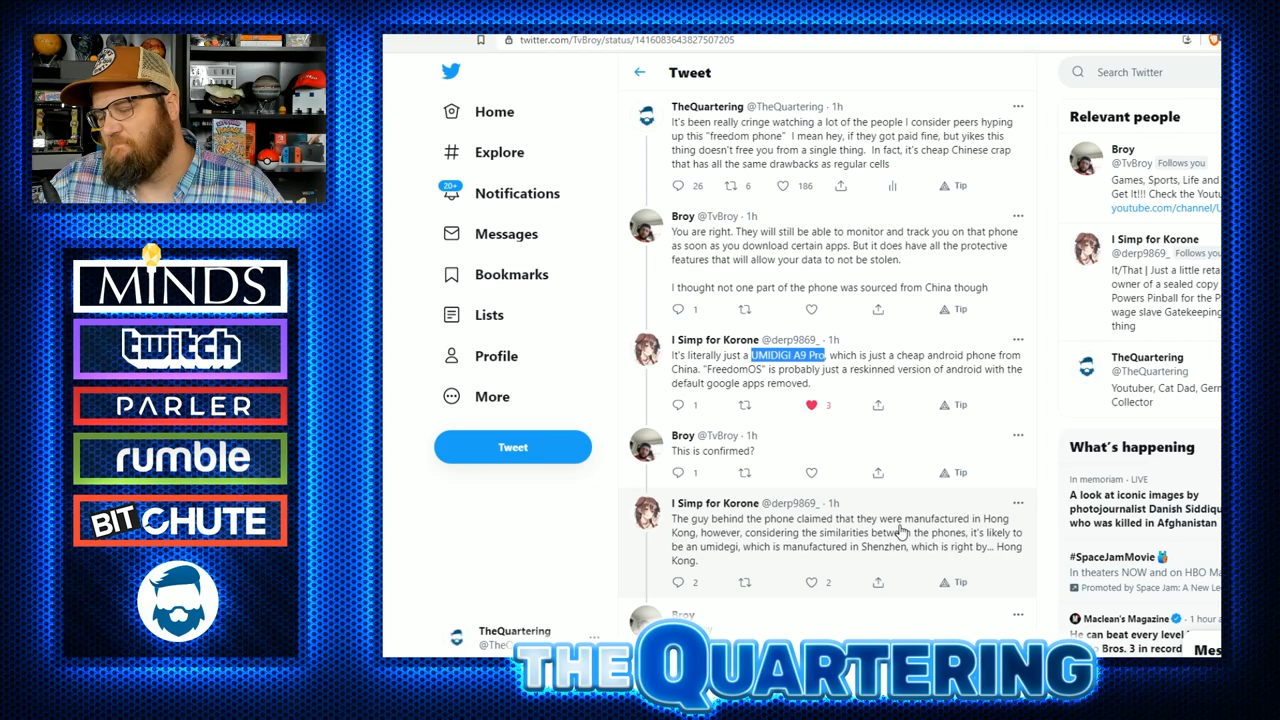 twitter.com/TvBroy/status/1416083643827507205
MINDS
twitch
PARLER
rumble
BITCHUTE
Home
Explore
20+
Notifications
Messages
Bookmarks
Lists
Profile
More
Tweet
TheQuartering
Tweet
TheQuartering @TheQuartering · 1h
It's been really cringe watching a lot of the people I consider peers hyping
up this "freedom phone" I mean hey, if they got paid fine, but yikes this
thing doesn't free you from a single thing. In fact, it's cheap Chinese crap
that has all the same drawbacks as regular cells
26 6 186 Tip
Broy @TvBroy · 1h
You are right. They will still be able to monitor and track you on that phone
as soon as you download certain apps. But it does have all the protective
features that will allow your data to not be stolen.
I thought not one part of the phone was sourced from China though
1 Tip
I Simp for Korone @derp9869_ · 1h
It's literally just a UMIDIGI A9 Pro, which is just a cheap android phone from
China. "FreedomOS" is probably just a reskinned version of android with the
default google apps removed.
1 3 Tip
Broy @TvBroy · 1h
This is confirmed?
1 Tip
I Simp for Korone @derp9869_ · 1h
The guy behind the phone claimed that they were manufactured in Hong
Kong, however, considering the similarities between the phones, it's likely to
be an umidegi, which is manufactured in Shenzhen, which is right by... Hong
Kong.
2 2 Tip
Broy
Search Twitter
Relevant people
Broy
@TvBroy Follows you
Games, Sports, Life and
Get It!!! Check the Youtu
youtube.com/channel/U
I Simp for Korone
@derp9869_ Follows you
It/That | Just a little reta
owner of a sealed copy
Powers Pinball for the P
wage slave Gatekeeping
thing
TheQuartering
@TheQuartering
Youtuber, Cat Dad, Gern
Collector
What's happening
In memoriam · LIVE
A look at iconic images by
photojournalist Danish Siddiqu
who was killed in Afghanistan
#SpaceJamMovie
In theaters NOW and on HBO Ma
Promoted by Space Jam: A New Le
Maclean's Magazine · 1 hour a
He can beat every level
Bros. 3 in record
Mes
THE QUARTERING